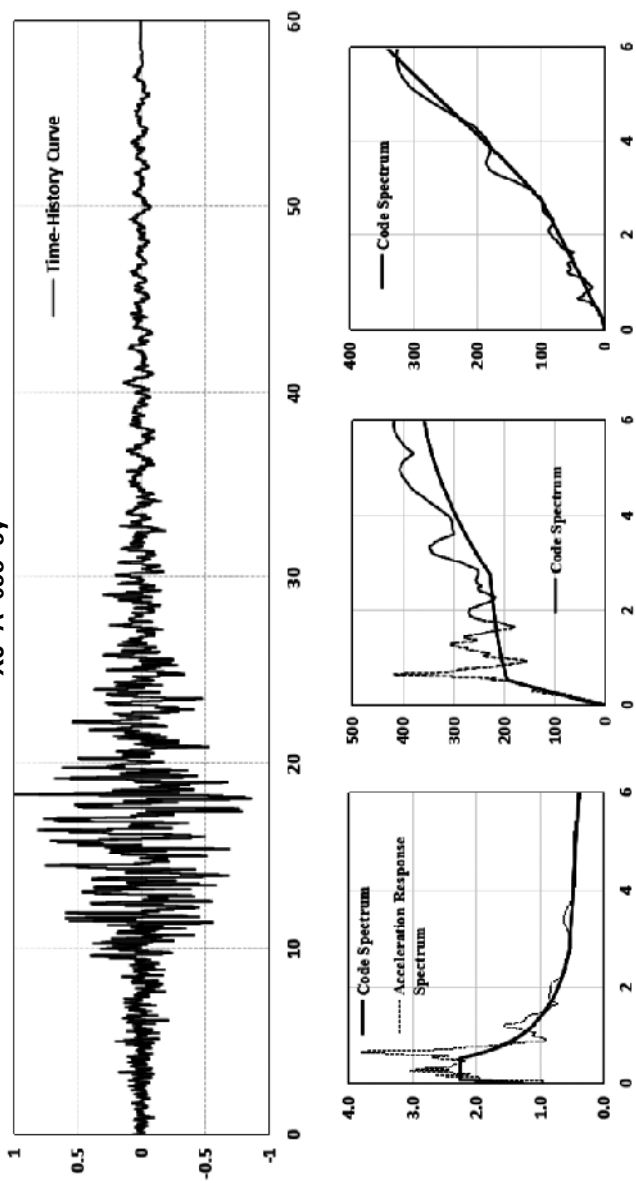 Time-History Curve
1
0.5
0
-0.5
-1
0 10 20 30 40 50 60
4.0
3.0
2.0
1.0
0.0
Code Spectrum
Acceleration Response
Spectrum
0 2 4 6
500
400
300
200
100
0
Code Spectrum
0 2 4 6
400
300
200
100
0
Code Spectrum
0 2 4 6